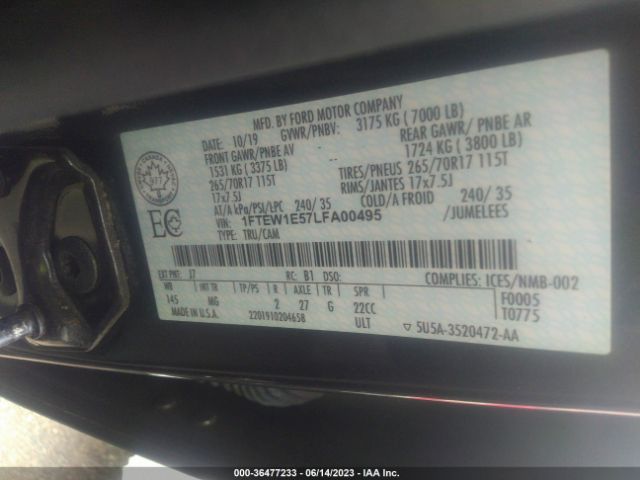 MFD. BY FORD MOTOR COMPANY
DATE: 10/19 GVWR/PNBV: 3175 KG ( 7000 LB)
FRONT GAWR/PNBE AV REAR GAWR/ PNBE AR
1531 KG ( 3375 LB) 1724 KG ( 3800 LB)
265/70R17 115T TIRES/PNEUS 265/70R17 115T
17x7.5J RIMS/JANTES 17x7.5J
AT/A kPa/PSI/LPC 240/ 35 COLD/A FROID 240/ 35
VIN: 1FTEW1E57LFA00495 /JUMELEES
TYPE: TRU/CAM
EXT PNT: J7 RC: B1 DSO: COMPLIES: ICES/NMB-002
WB INT TR TP/PS R AXLE TR SPR F0005
145 MG 2 27 G 22CC T0775
MADE IN U.S.A. 2201910204658 ULT 5U5A-3520472-AA
000-36477233 - 06/14/2023 - IAA Inc.